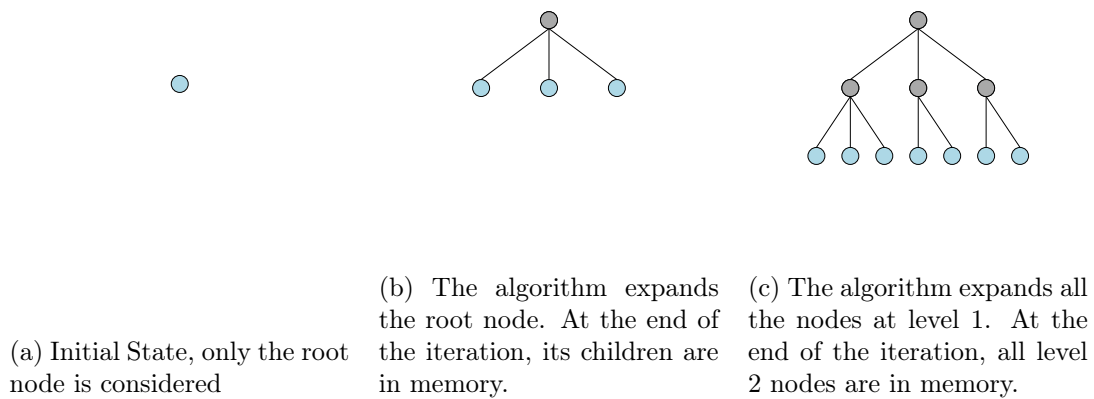 (a) Initial State, only the root
node is considered
(b) The algorithm expands
the root node. At the end of
the iteration, its children are
in memory.
(c) The algorithm expands all
the nodes at level 1. At the
end of the iteration, all level
2 nodes are in memory.